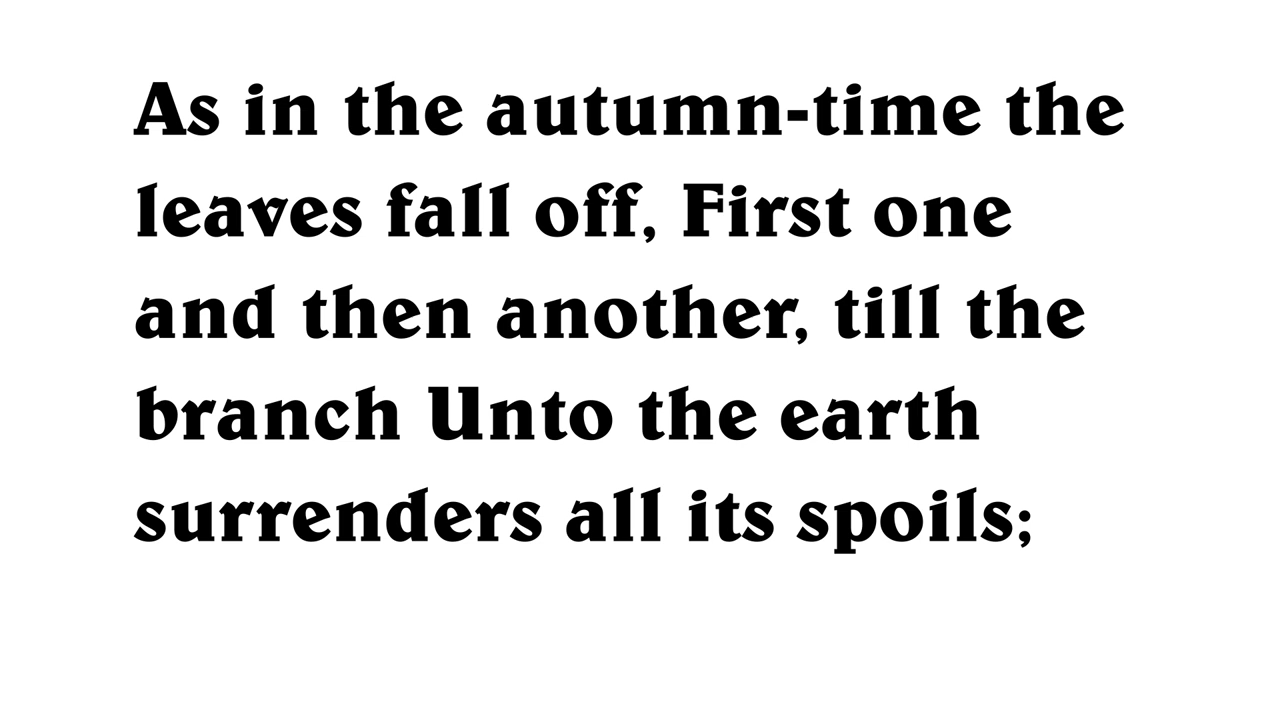 As in the autumn-time the
leaves fall off, First one
and then another, till the
branch Unto the earth
surrenders all its spoils;